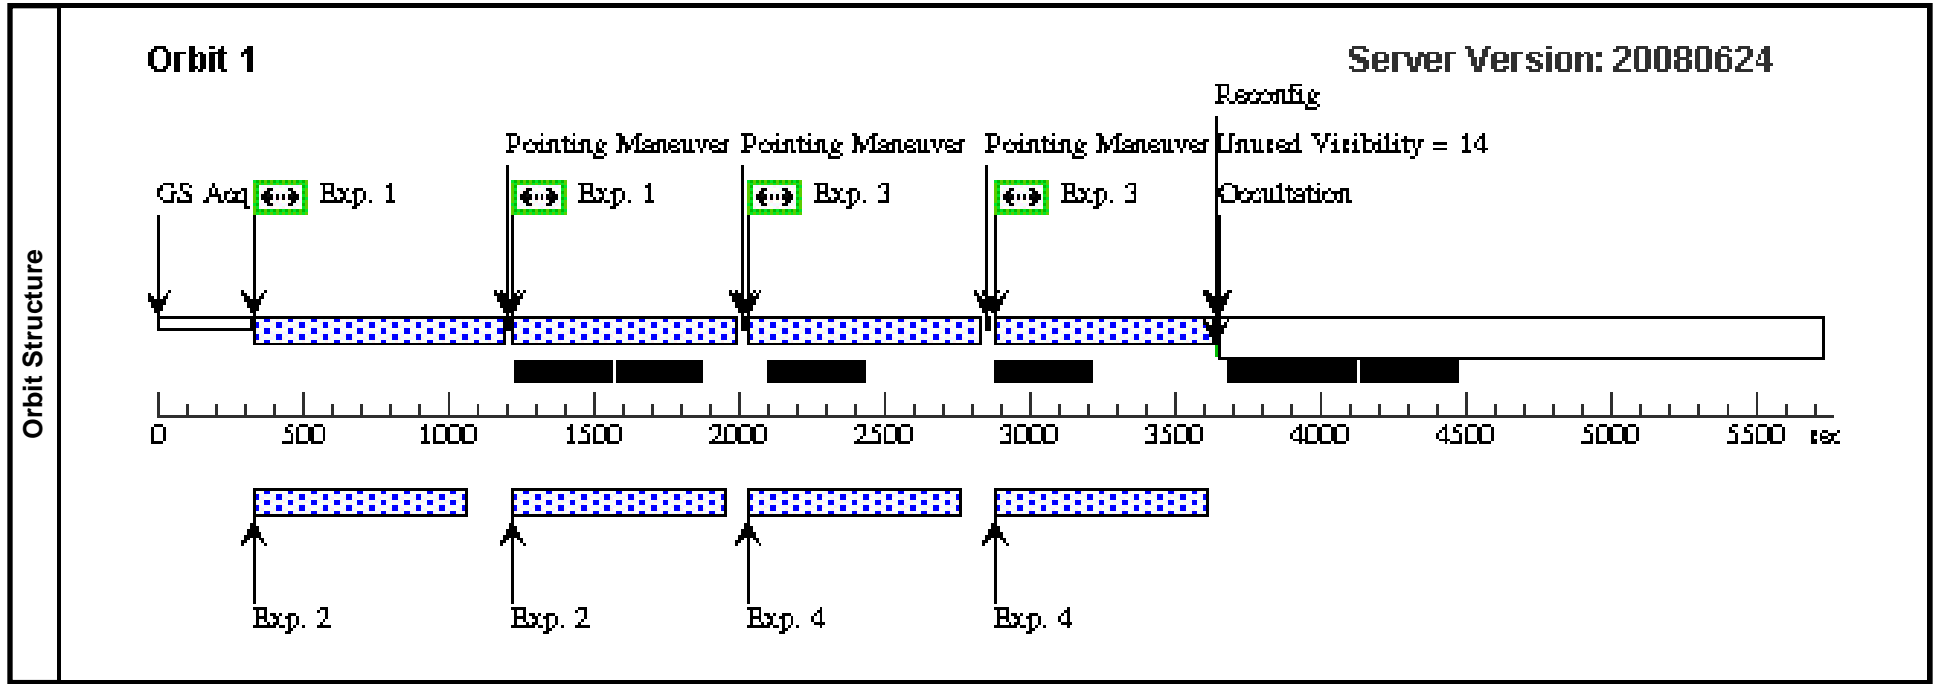 Orbit Structure
Orbit 1
Server Version: 20080624
Reconfig
Pointing Maneuver Pointing Maneuver Pointing Maneuver Unused Visibility = 14
GS Acq Exp. 1 Exp. 1 Exp. 3 Exp. 3 Occultation
0 500 1000 1500 2000 2500 3000 3500 4000 4500 5000 5500 sec
Exp. 2 Exp. 2 Exp. 4 Exp. 4